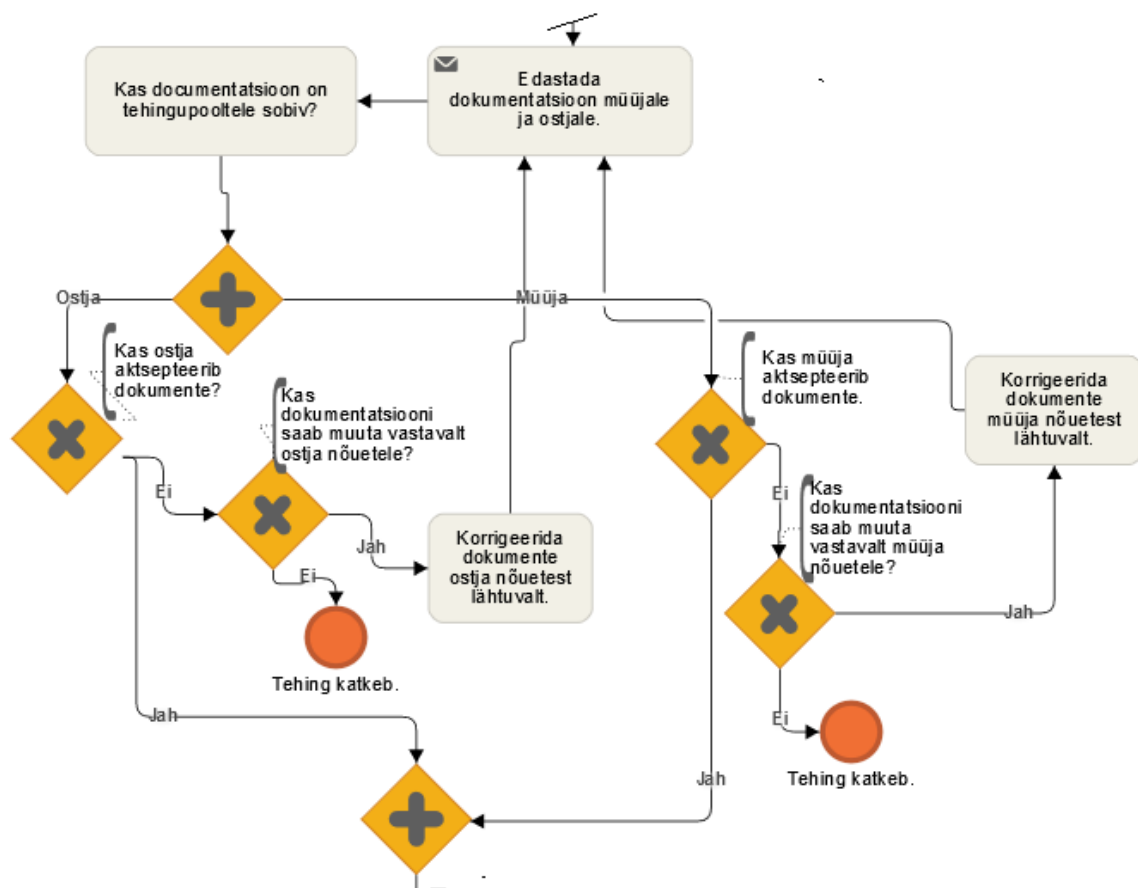 Kas documentatsioon on
tehingupooltele sobiv?
Edastada
dokumentatsioon müüjale
ja ostjale.
Ostja
Müüja
Kas ostja
aktsepteerib
dokumente?
Kas
dokumentatsiooni
saab muuta vastavalt
ostja nõuetele?
Kas müüja
aktsepteerib
dokumente.
Korrigeerida
dokumente
müüja nõuetest
lähtuvalt.
Ei
Jah
Ei
Korrigeerida
dokumente
ostja nõuetest
lähtuvalt.
Tehing katkeb.
Ei
Kas
dokumentatsiooni
saab muuta
vastavalt müüja
nõuetele?
Jah
Ei
Tehing katkeb.
Jah
Jah